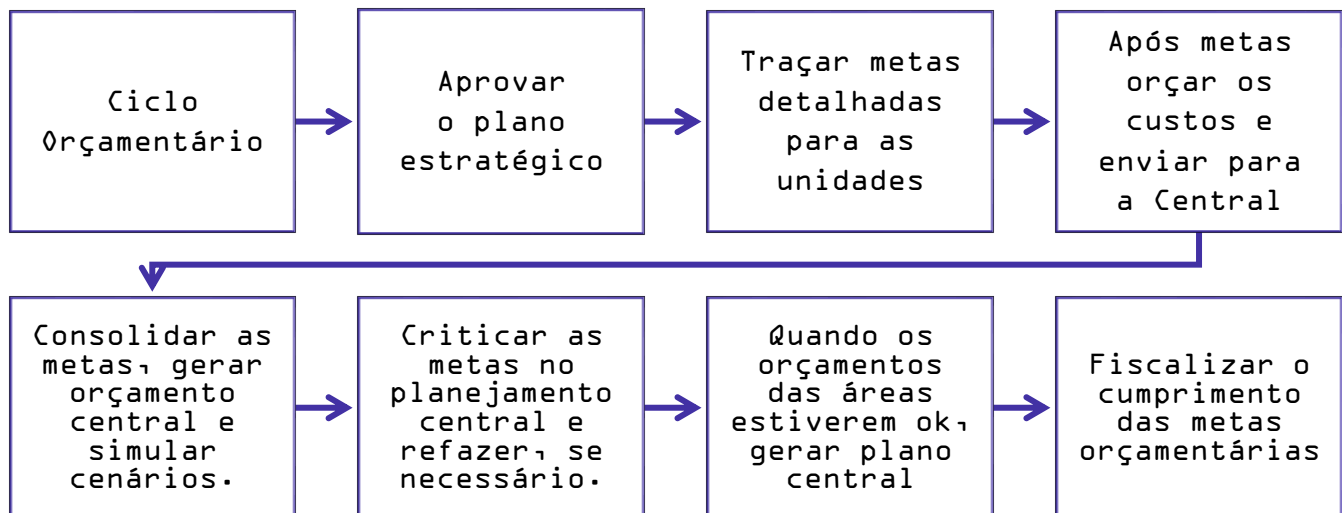 Ciclo
Orçamentário
Aprovar
o plano
estratégico
Traçar metas
detalhadas
para as
unidades
Após metas
orçar os
custos e
enviar para
a Central
Consolidar as
metas, gerar
orçamento
central e
simular
cenários.
Criticar as
metas no
planejamento
central e
refazer, se
necessário.
Quando os
orçamentos
das áreas
estiverem ok,
gerar plano
central
Fiscalizar o
cumprimento
das metas
orçamentárias